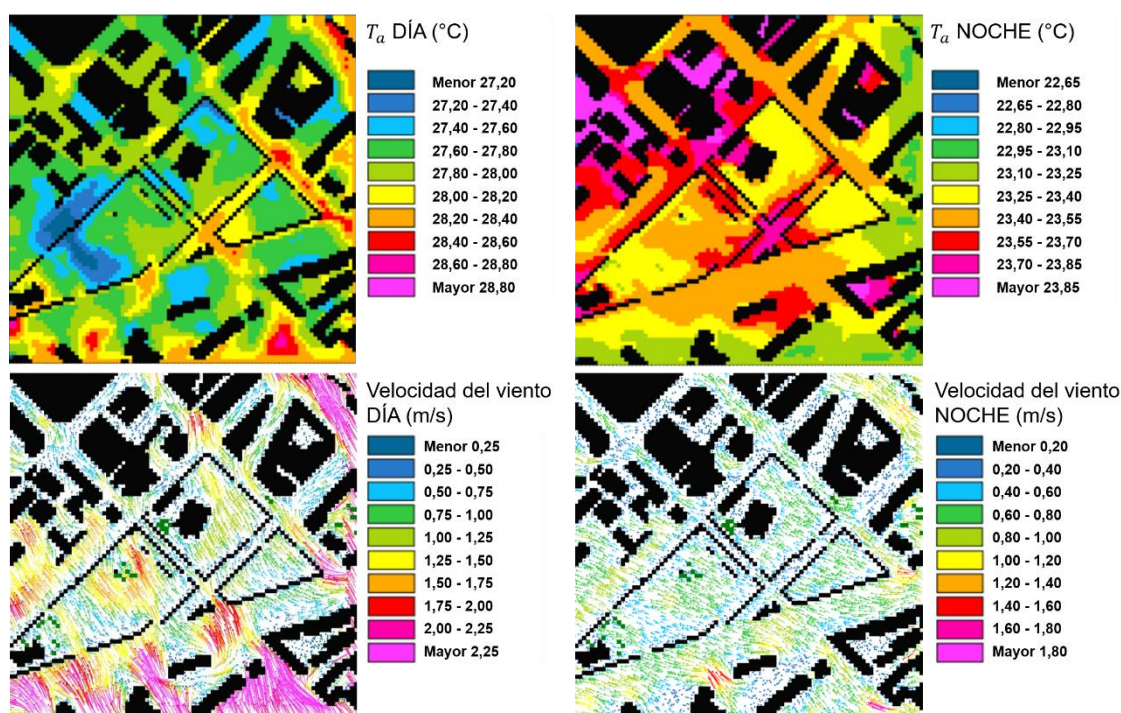 Tₐ DÍA (°C)
Menor 27,20
27,20 - 27,40
27,40 - 27,60
27,60 - 27,80
27,80 - 28,00
28,00 - 28,20
28,20 - 28,40
28,40 - 28,60
28,60 - 28,80
Mayor 28,80
Tₐ NOCHE (°C)
Menor 22,65
22,65 - 22,80
22,80 - 22,95
22,95 - 23,10
23,10 - 23,25
23,25 - 23,40
23,40 - 23,55
23,55 - 23,70
23,70 - 23,85
Mayor 23,85
Velocidad del viento
DÍA (m/s)
Menor 0,25
0,25 - 0,50
0,50 - 0,75
0,75 - 1,00
1,00 - 1,25
1,25 - 1,50
1,50 - 1,75
1,75 - 2,00
2,00 - 2,25
Mayor 2,25
Velocidad del viento
NOCHE (m/s)
Menor 0,20
0,20 - 0,40
0,40 - 0,60
0,60 - 0,80
0,80 - 1,00
1,00 - 1,20
1,20 - 1,40
1,40 - 1,60
1,60 - 1,80
Mayor 1,80